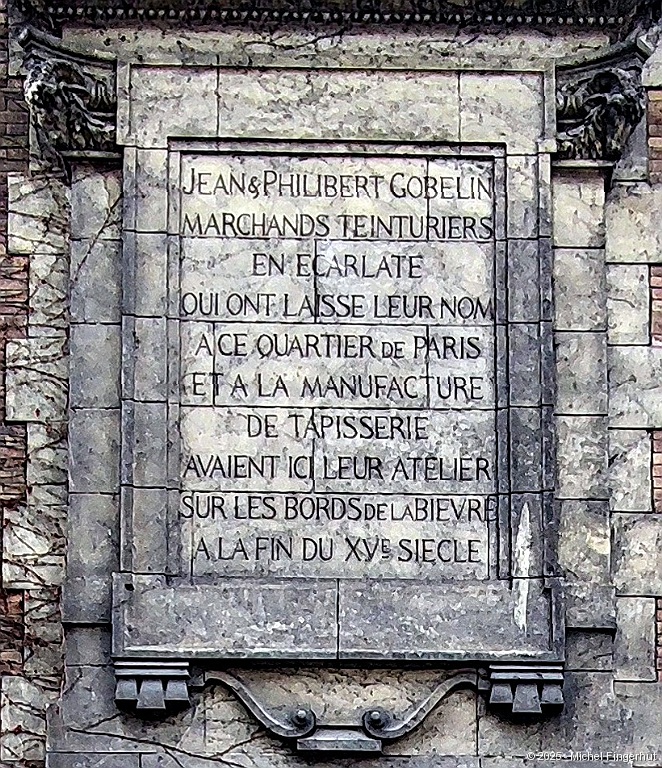 JEAN & PHILIBERT GOBELIN
MARCHANDS TEINTURIERS
EN ECARLATE
QUI ONT LAISSE LEUR NOM
A CE QUARTIER DE PARIS
ET A LA MANUFACTURE
DE TAPISSERIE
AVAIENT ICI LEUR ATELIER
SUR LES BORDS DE LA BIEVRE
A LA FIN DU XVE SIECLE
© 2025 - Michel Fingerhut